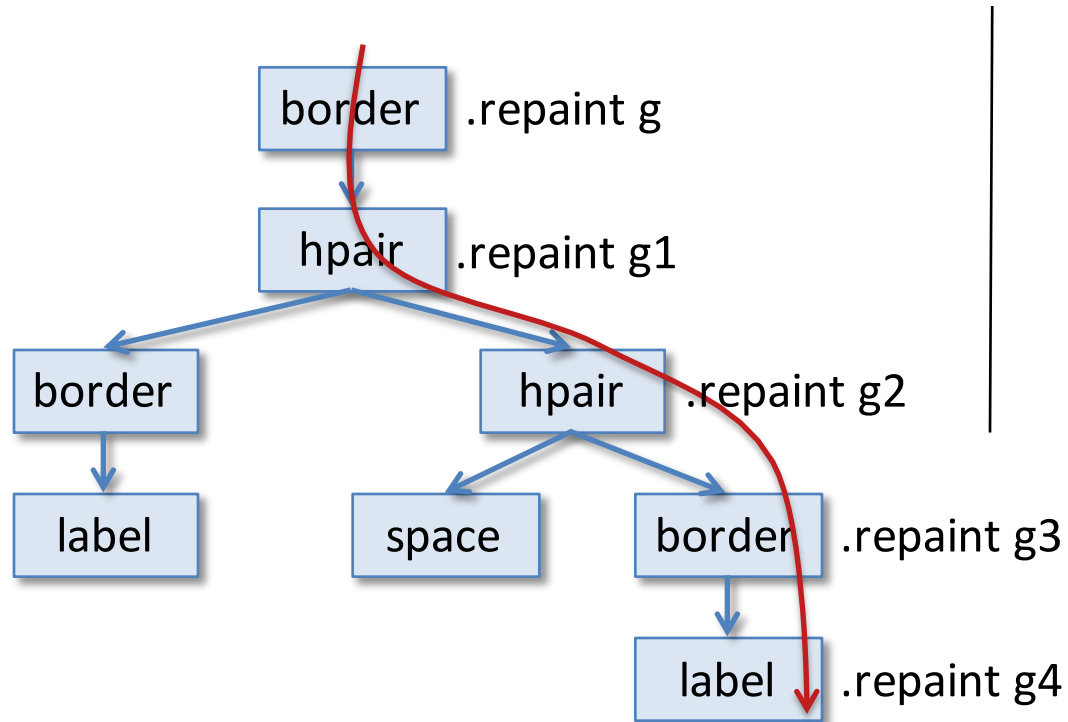 border .repaint g
hpair .repaint g1
border hpair .repaint g2
label space border .repaint g3
label .repaint g4